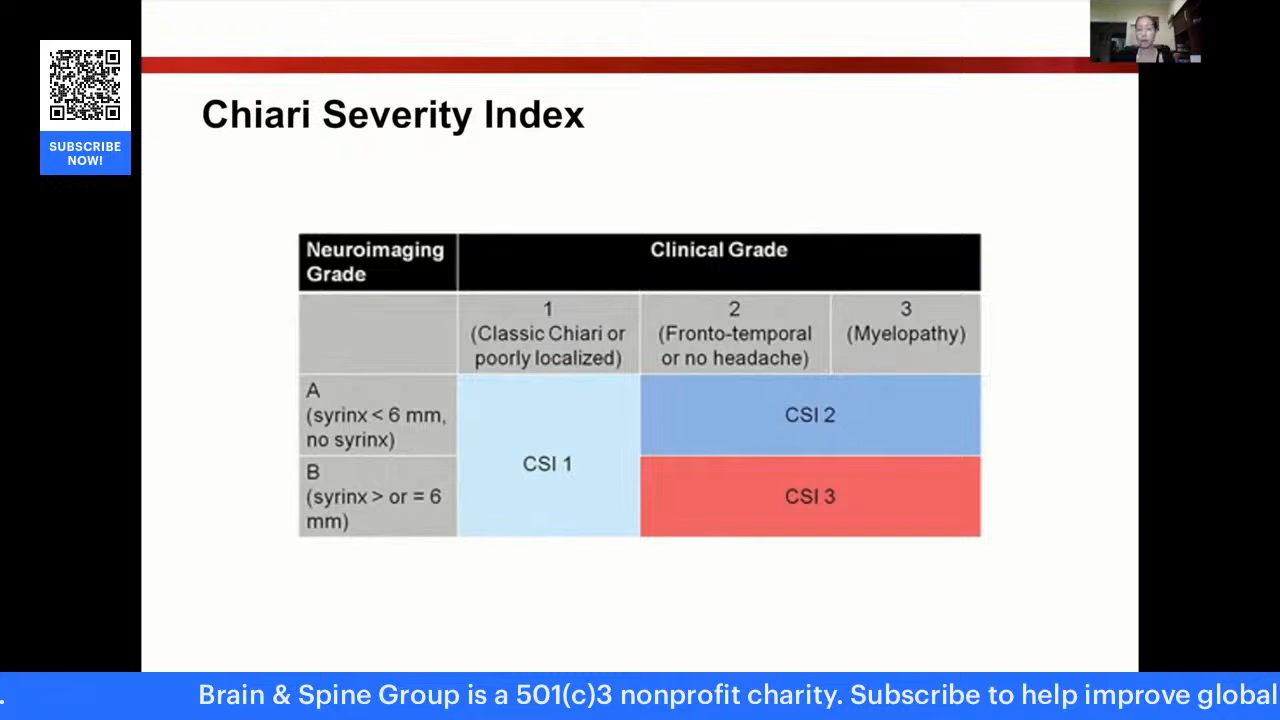 SUBSCRIBE
NOW!
Chiari Severity Index
Neuroimaging
Grade
Clinical Grade
1
(Classic Chiari or
poorly localized)
2
(Fronto-temporal
or no headache)
3
(Myelopathy)
A
(syrinx < 6 mm,
no syrinx)
CSI 1
CSI 2
B
(syrinx > or = 6
mm)
CSI 3
. Brain & Spine Group is a 501(c)3 nonprofit charity. Subscribe to help improve global